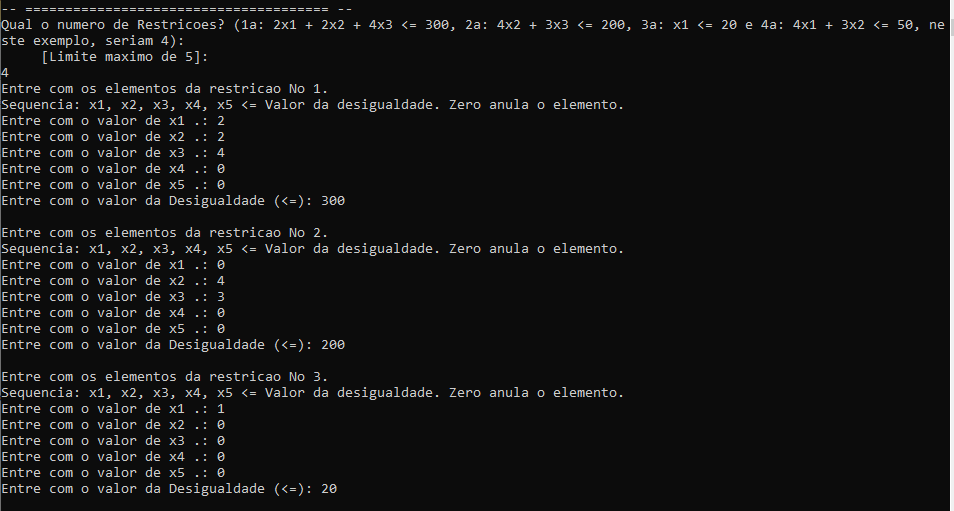 -- ====================================== --
Qual o numero de Restricoes? (1a: 2x1 + 2x2 + 4x3 <= 300, 2a: 4x2 + 3x3 <= 200, 3a: x1 <= 20 e 4a: 4x1 + 3x2 <= 50, ne
ste exemplo, seriam 4):
[Limite maximo de 5]:
4
Entre com os elementos da restricao No 1.
Sequencia: x1, x2, x3, x4, x5 <= Valor da desigualdade. Zero anula o elemento.
Entre com o valor de x1 .: 2
Entre com o valor de x2 .: 2
Entre com o valor de x3 .: 4
Entre com o valor de x4 .: 0
Entre com o valor de x5 .: 0
Entre com o valor da Desigualdade (<=): 300
Entre com os elementos da restricao No 2.
Sequencia: x1, x2, x3, x4, x5 <= Valor da desigualdade. Zero anula o elemento.
Entre com o valor de x1 .: 0
Entre com o valor de x2 .: 4
Entre com o valor de x3 .: 3
Entre com o valor de x4 .: 0
Entre com o valor de x5 .: 0
Entre com o valor da Desigualdade (<=): 200
Entre com os elementos da restricao No 3.
Sequencia: x1, x2, x3, x4, x5 <= Valor da desigualdade. Zero anula o elemento.
Entre com o valor de x1 .: 1
Entre com o valor de x2 .: 0
Entre com o valor de x3 .: 0
Entre com o valor de x4 .: 0
Entre com o valor de x5 .: 0
Entre com o valor da Desigualdade (<=): 20